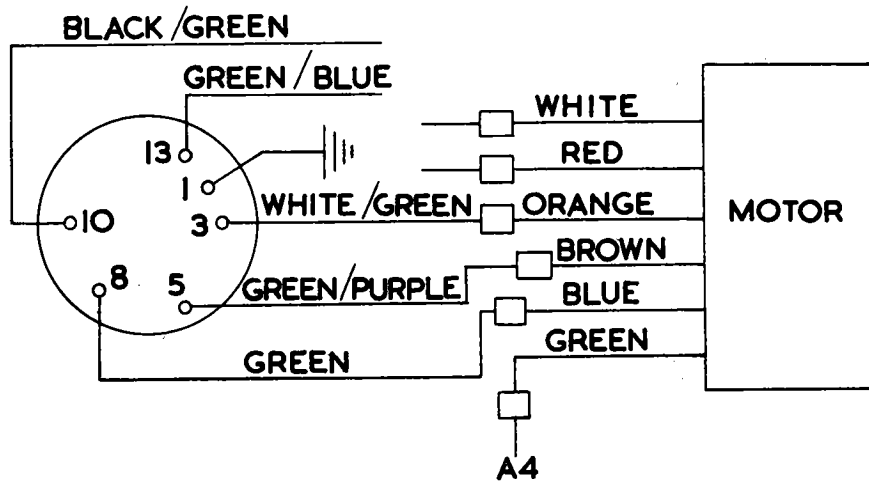 BLACK/GREEN
GREEN/BLUE
WHITE
13
RED
1
10
3
WHITE/GREEN
ORANGE
MOTOR
BROWN
8
5
GREEN/PURPLE
BLUE
GREEN
GREEN
A4